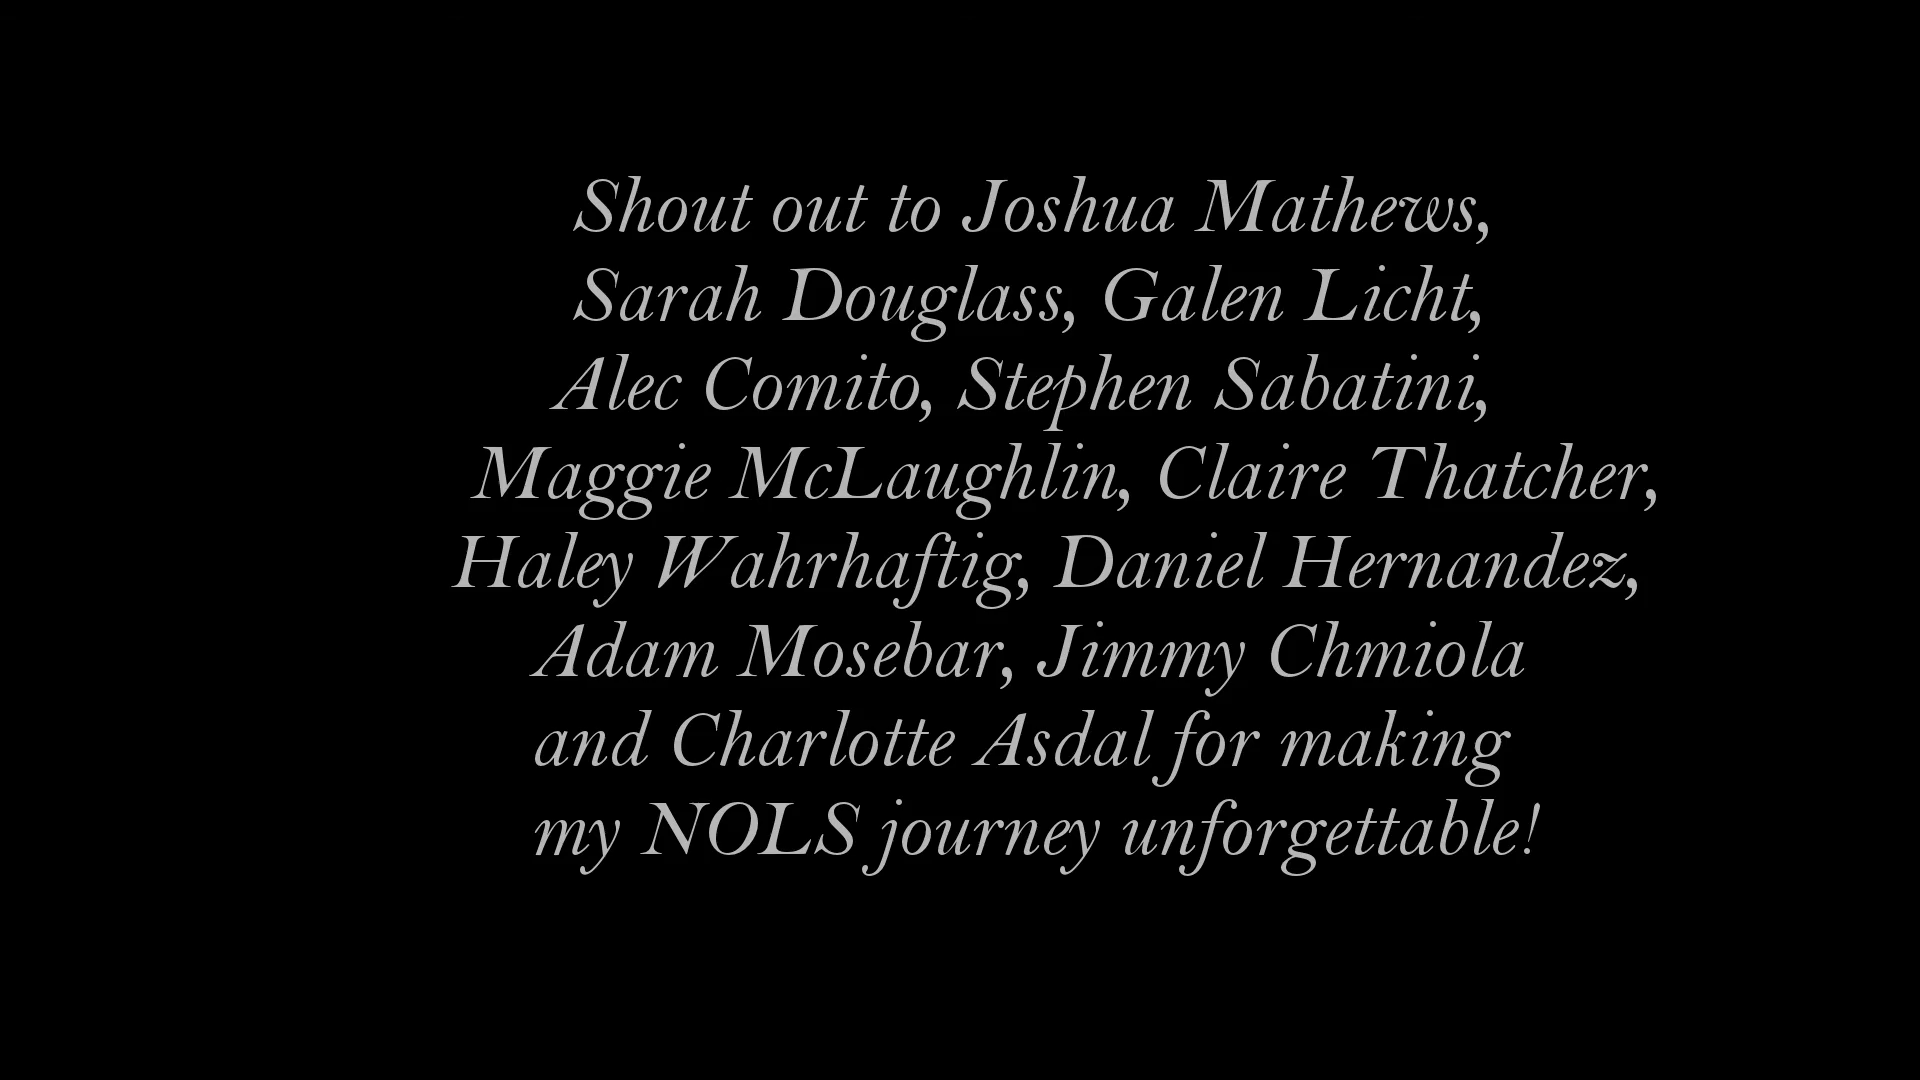 Shout out to Joshua Mathews,
Sarah Douglass, Galen Licht,
Alec Comito, Stephen Sabatini,
Maggie McLaughlin, Claire Thatcher,
Haley Wahrhaftig, Daniel Hernandez,
Adam Mosebar, Jimmy Chmiola
and Charlotte Asdal for making
my NOLS journey unforgettable!